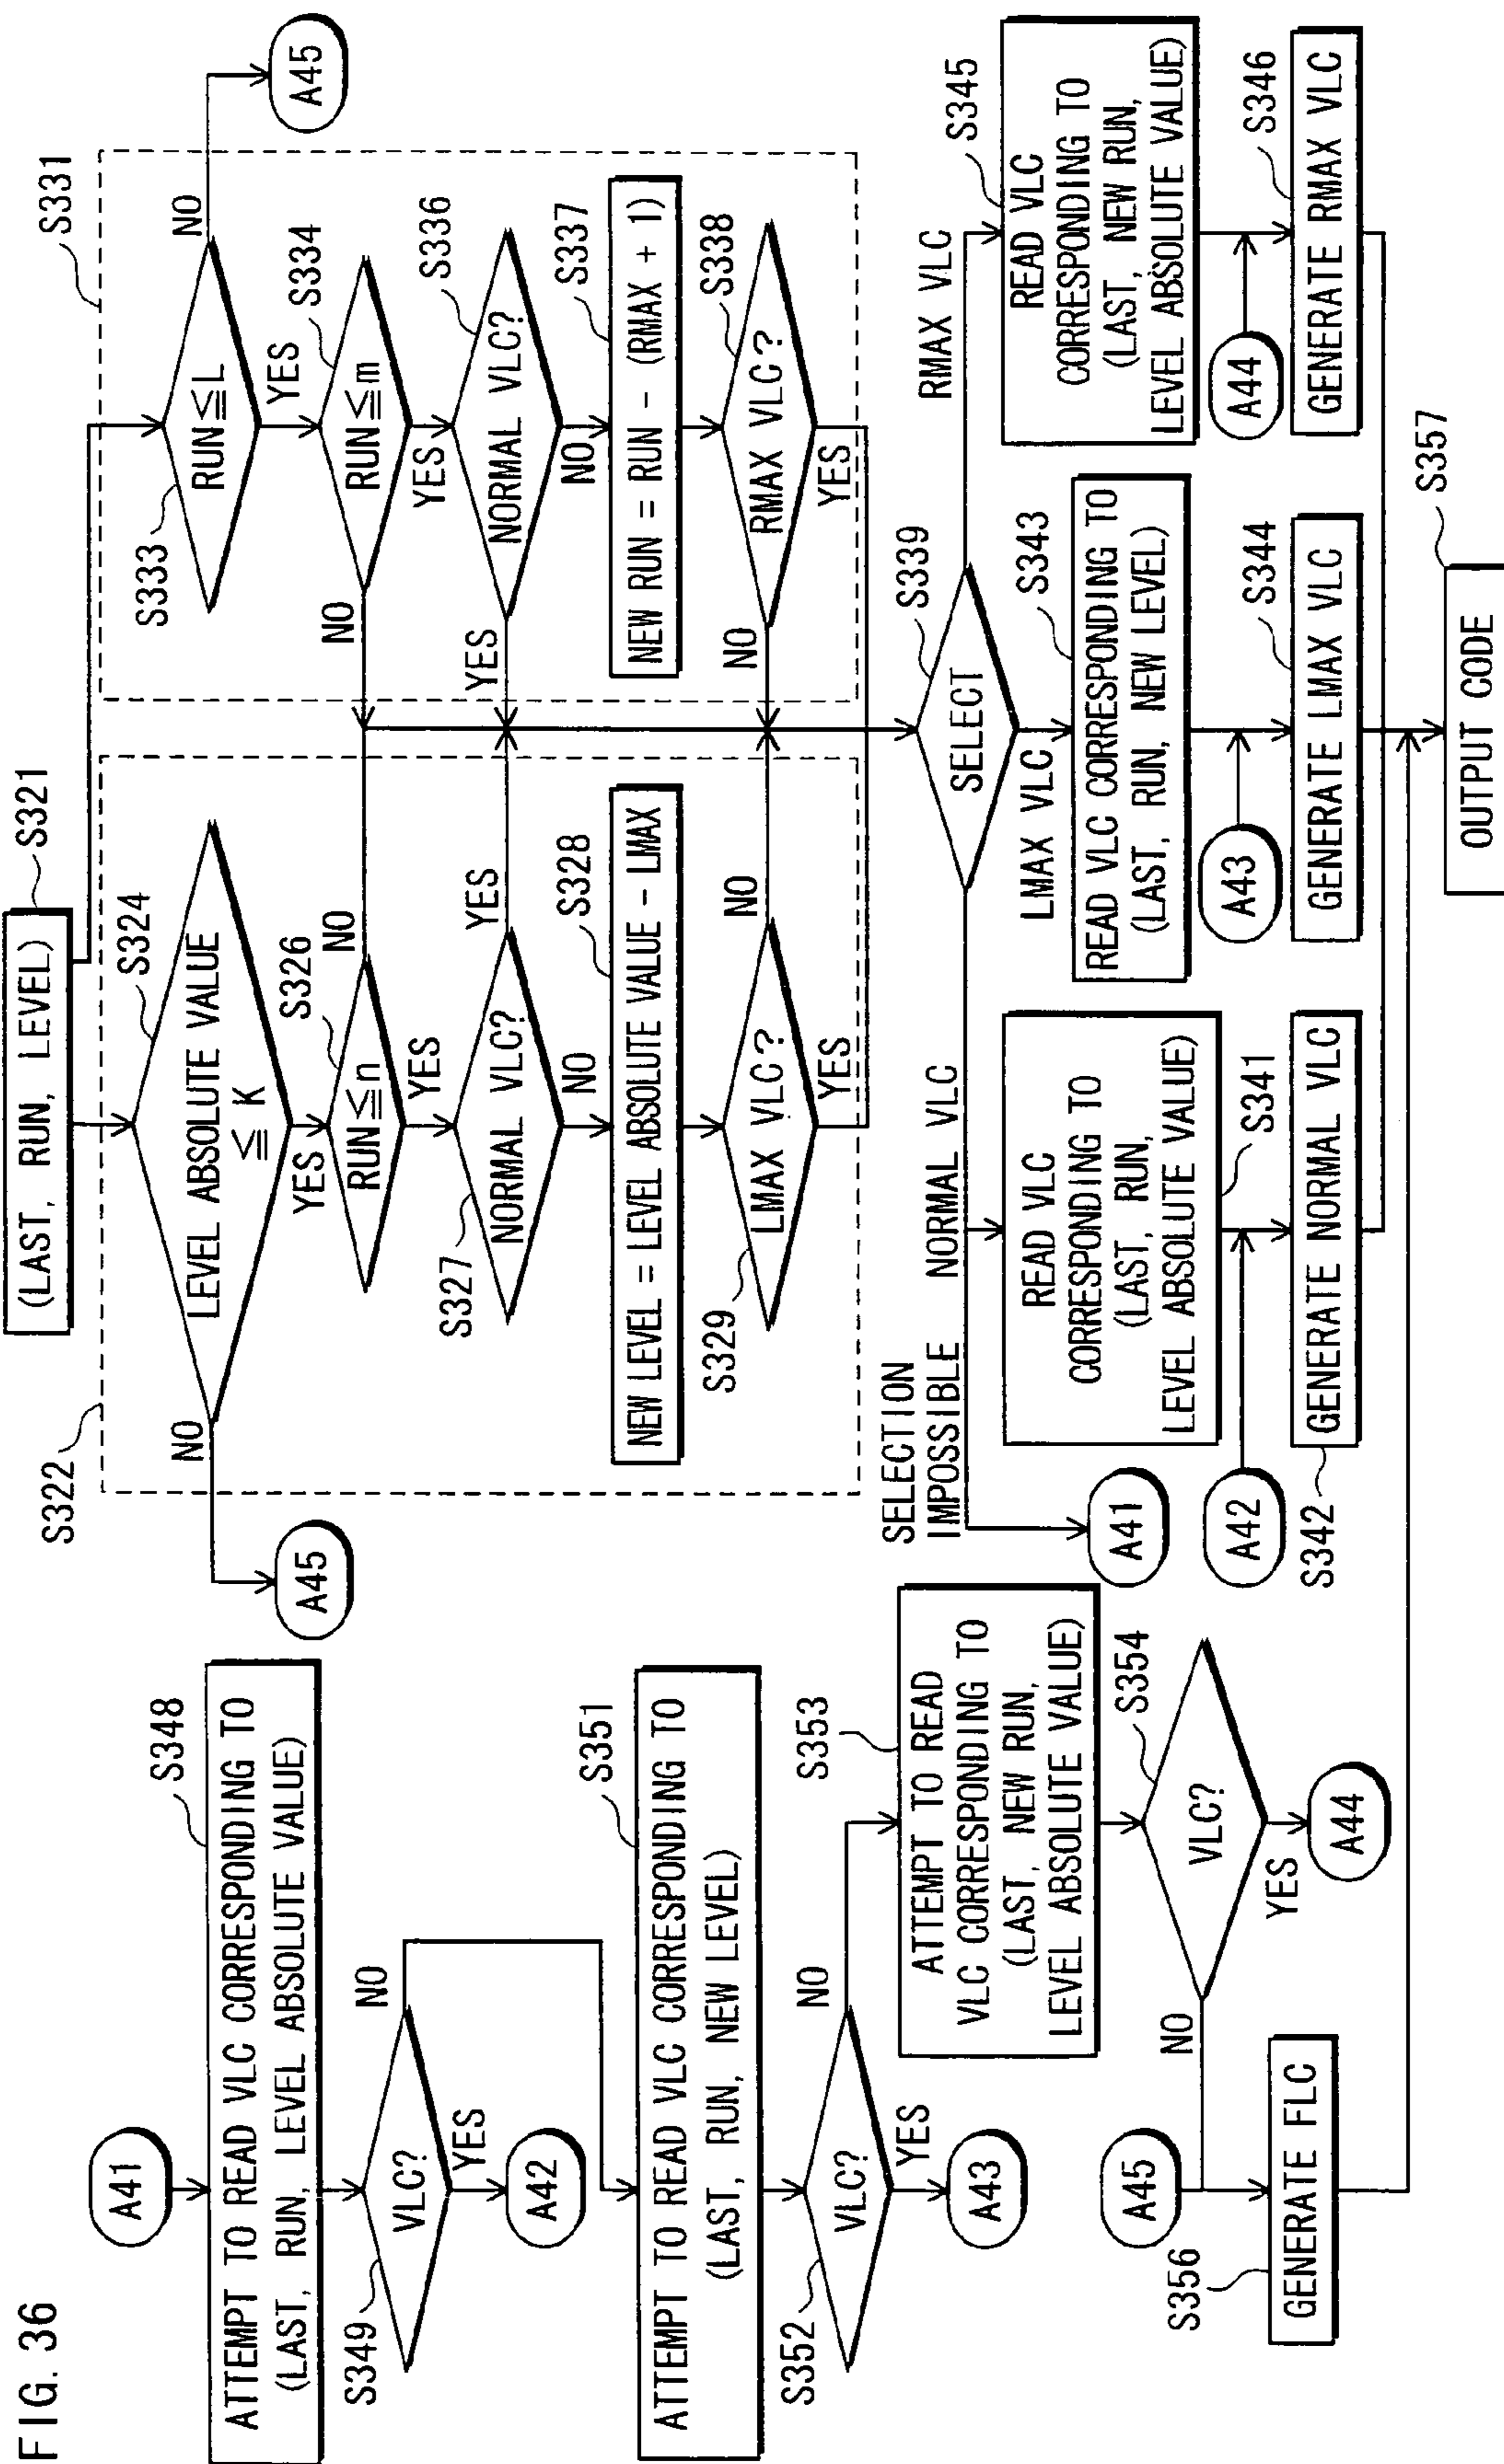 FIG. 36
A41
S348
ATTEMPT TO READ VLC CORRESPONDING TO
(LAST, RUN, LEVEL ABSOLUTE VALUE)
S349
VLC?
NO
YES
A42
S351
ATTEMPT TO READ VLC CORRESPONDING TO
(LAST, RUN, NEW LEVEL)
S352
VLC?
NO
YES
A43
S353
ATTEMPT TO READ
VLC CORRESPONDING TO
(LAST, NEW RUN,
LEVEL ABSOLUTE VALUE)
S354
VLC?
NO
YES
A44
A45
S356
GENERATE FLC
(LAST, RUN, LEVEL)
S321
S322
S324
LEVEL ABSOLUTE VALUE
≦ K
NO
A45
YES
S326
RUN≦n
NO
YES
S327
NORMAL VLC?
YES
NO
S328
NEW LEVEL = LEVEL ABSOLUTE VALUE - LMAX
S329
LMAX VLC?
NO
YES
S331
S333
RUN≦L
NO
A45
YES
S334
RUN≦m
NO
YES
S336
NORMAL VLC?
YES
NO
S337
NEW RUN = RUN - (RMAX + 1)
S338
RMAX VLC?
NO
YES
S339
SELECT
SELECTION
IMPOSSIBLE
NORMAL VLC
LMAX VLC
RMAX VLC
A41
READ VLC
CORRESPONDING TO
(LAST, RUN,
LEVEL ABSOLUTE VALUE)
S341
A42
S342
GENERATE NORMAL VLC
S343
READ VLC CORRESPONDING TO
(LAST, RUN, NEW LEVEL)
A43
S344
GENERATE LMAX VLC
S345
READ VLC
CORRESPONDING TO
(LAST, NEW RUN,
LEVEL ABSOLUTE VALUE)
A44
S346
GENERATE RMAX VLC
S357
OUTPUT CODE